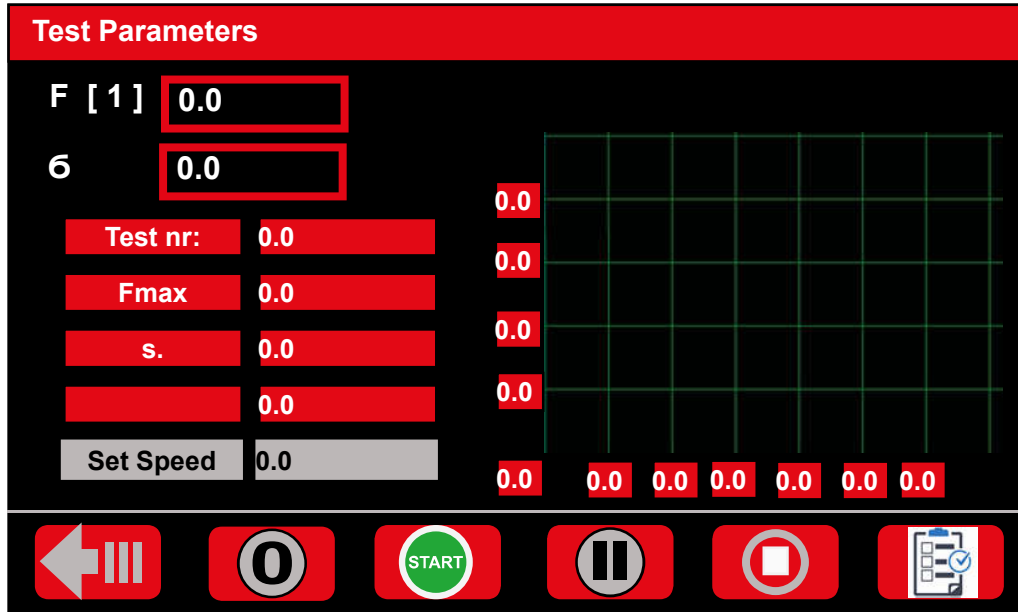 Test Parameters
F [ 1 ] 0.0
б 0.0
Test nr: 0.0
Fmax 0.0
s. 0.0
0.0
Set Speed 0.0
0.0
0.0
0.0
0.0
0.0 0.0 0.0 0.0 0.0 0.0 0.0
0
START